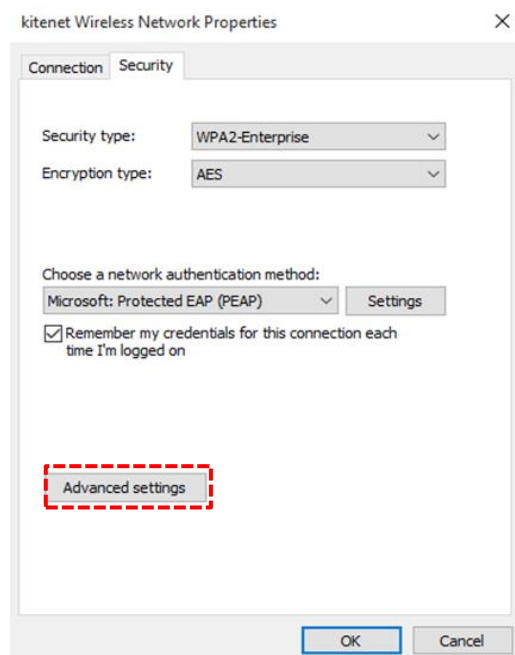 kitenet Wireless Network Properties
Connection Security
Security type: WPA2-Enterprise
Encryption type: AES
Choose a network authentication method:
Microsoft: Protected EAP (PEAP) Settings
Remember my credentials for this connection each
time I'm logged on
Advanced settings
OK Cancel